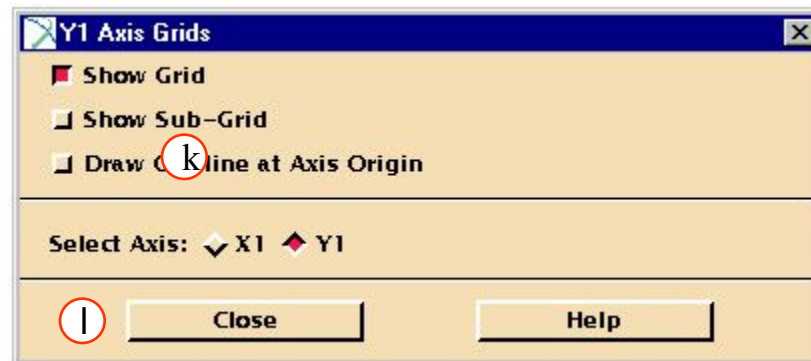 Y1 Axis Grids
Show Grid
Show Sub-Grid
k
Draw line at Axis Origin
Select Axis: X1 Y1
l Close Help